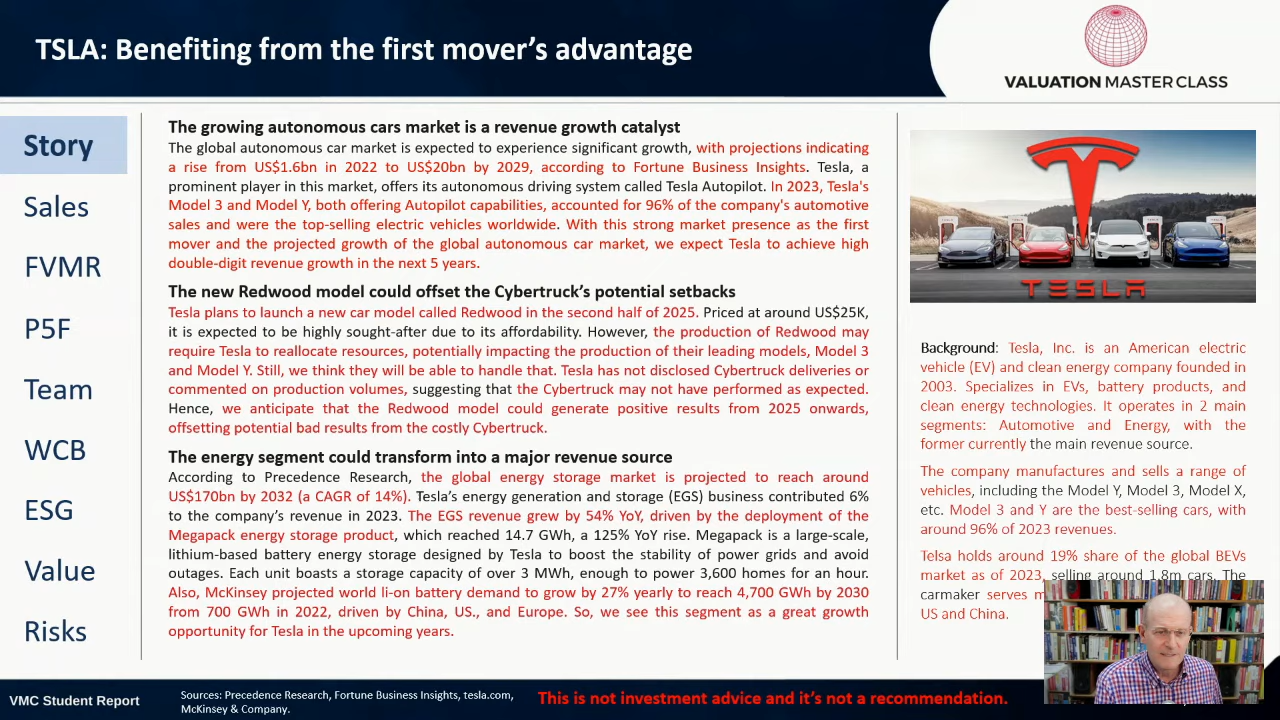 TSLA: Benefiting from the first mover's advantage
VALUATION MASTER CLASS
Story
Sales
FVMR
P5F
Team
WCB
ESG
Value
Risks
The growing autonomous cars market is a revenue growth catalyst
The global autonomous car market is expected to experience significant growth, with projections indicating
a rise from US$1.6bn in 2022 to US$20bn by 2029, according to Fortune Business Insights. Tesla, a
prominent player in this market, offers its autonomous driving system called Tesla Autopilot. In 2023, Tesla's
Model 3 and Model Y, both offering Autopilot capabilities, accounted for 96% of the company's automotive
sales and were the top-selling electric vehicles worldwide. With this strong market presence as the first
mover and the projected growth of the global autonomous car market, we expect Tesla to achieve high
double-digit revenue growth in the next 5 years.
The new Redwood model could offset the Cybertruck's potential setbacks
Tesla plans to launch a new car model called Redwood in the second half of 2025. Priced at around US$25K,
it is expected to be highly sought-after due to its affordability. However, the production of Redwood may
require Tesla to reallocate resources, potentially impacting the production of their leading models, Model 3
and Model Y. Still, we think they will be able to handle that. Tesla has not disclosed Cybertruck deliveries or
commented on production volumes, suggesting that the Cybertruck may not have performed as expected.
Hence, we anticipate that the Redwood model could generate positive results from 2025 onwards,
offsetting potential bad results from the costly Cybertruck.
The energy segment could transform into a major revenue source
According to Precedence Research, the global energy storage market is projected to reach around
US$170bn by 2032 (a CAGR of 14%). Tesla's energy generation and storage (EGS) business contributed 6%
to the company's revenue in 2023. The EGS revenue grew by 54% YoY, driven by the deployment of the
Megapack energy storage product, which reached 14.7 GWh, a 125% YoY rise. Megapack is a large-scale,
lithium-based battery energy storage designed by Tesla to boost the stability of power grids and avoid
outages. Each unit boasts a storage capacity of over 3 MWh, enough to power 3,600 homes for an hour.
Also, McKinsey projected world li-on battery demand to grow by 27% yearly to reach 4,700 GWh by 2030
from 700 GWh in 2022, driven by China, US., and Europe. So, we see this segment as a great growth
opportunity for Tesla in the upcoming years.
TESLA
Background: Tesla, Inc. is an American electric
vehicle (EV) and clean energy company founded in
2003. Specializes in EVs, battery products, and
clean energy technologies. It operates in 2 main
segments: Automotive and Energy, with the
former currently the main revenue source.
The company manufactures and sells a range of
vehicles, including the Model Y, Model 3, Model X,
etc. Model 3 and Y are the best-selling cars, with
around 96% of 2023 revenues.
Telsa holds around 19% share of the global BEVs
market as of 2023, selling around 1.8m cars. The
carmaker serves
US and China.
VMC Student Report
Sources: Precedence Research, Fortune Business Insights, tesla.com,
McKinsey & Company.
This is not investment advice and it's not a recommendation.